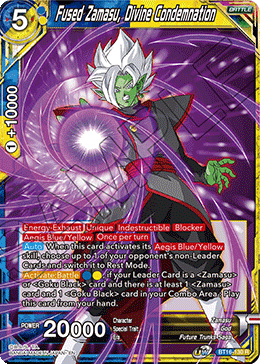 Fused Zamasu, Divine Condemnation
BATTLE
5
1 +10000
Energy-Exhaust Unique Indestructible Blocker
Aegis Blue/Yellow Once per turn
Auto When this card activates its Aegis Blue/Yellow
skill, choose up to 1 of your opponent's non-Leader
Cards and switch it to Rest Mode.
Activate:Battle : If your Leader Card is a <Zamasu>
or <Goku Black> card and there is at least 1 <Zamasu>
card and 1 <Goku Black> card in your Combo Area: Play
this card from your hand.
POWER 20000
Character
Special Trait
Era
Zamasu
God
Future Trunks Saga
BT16-130 R